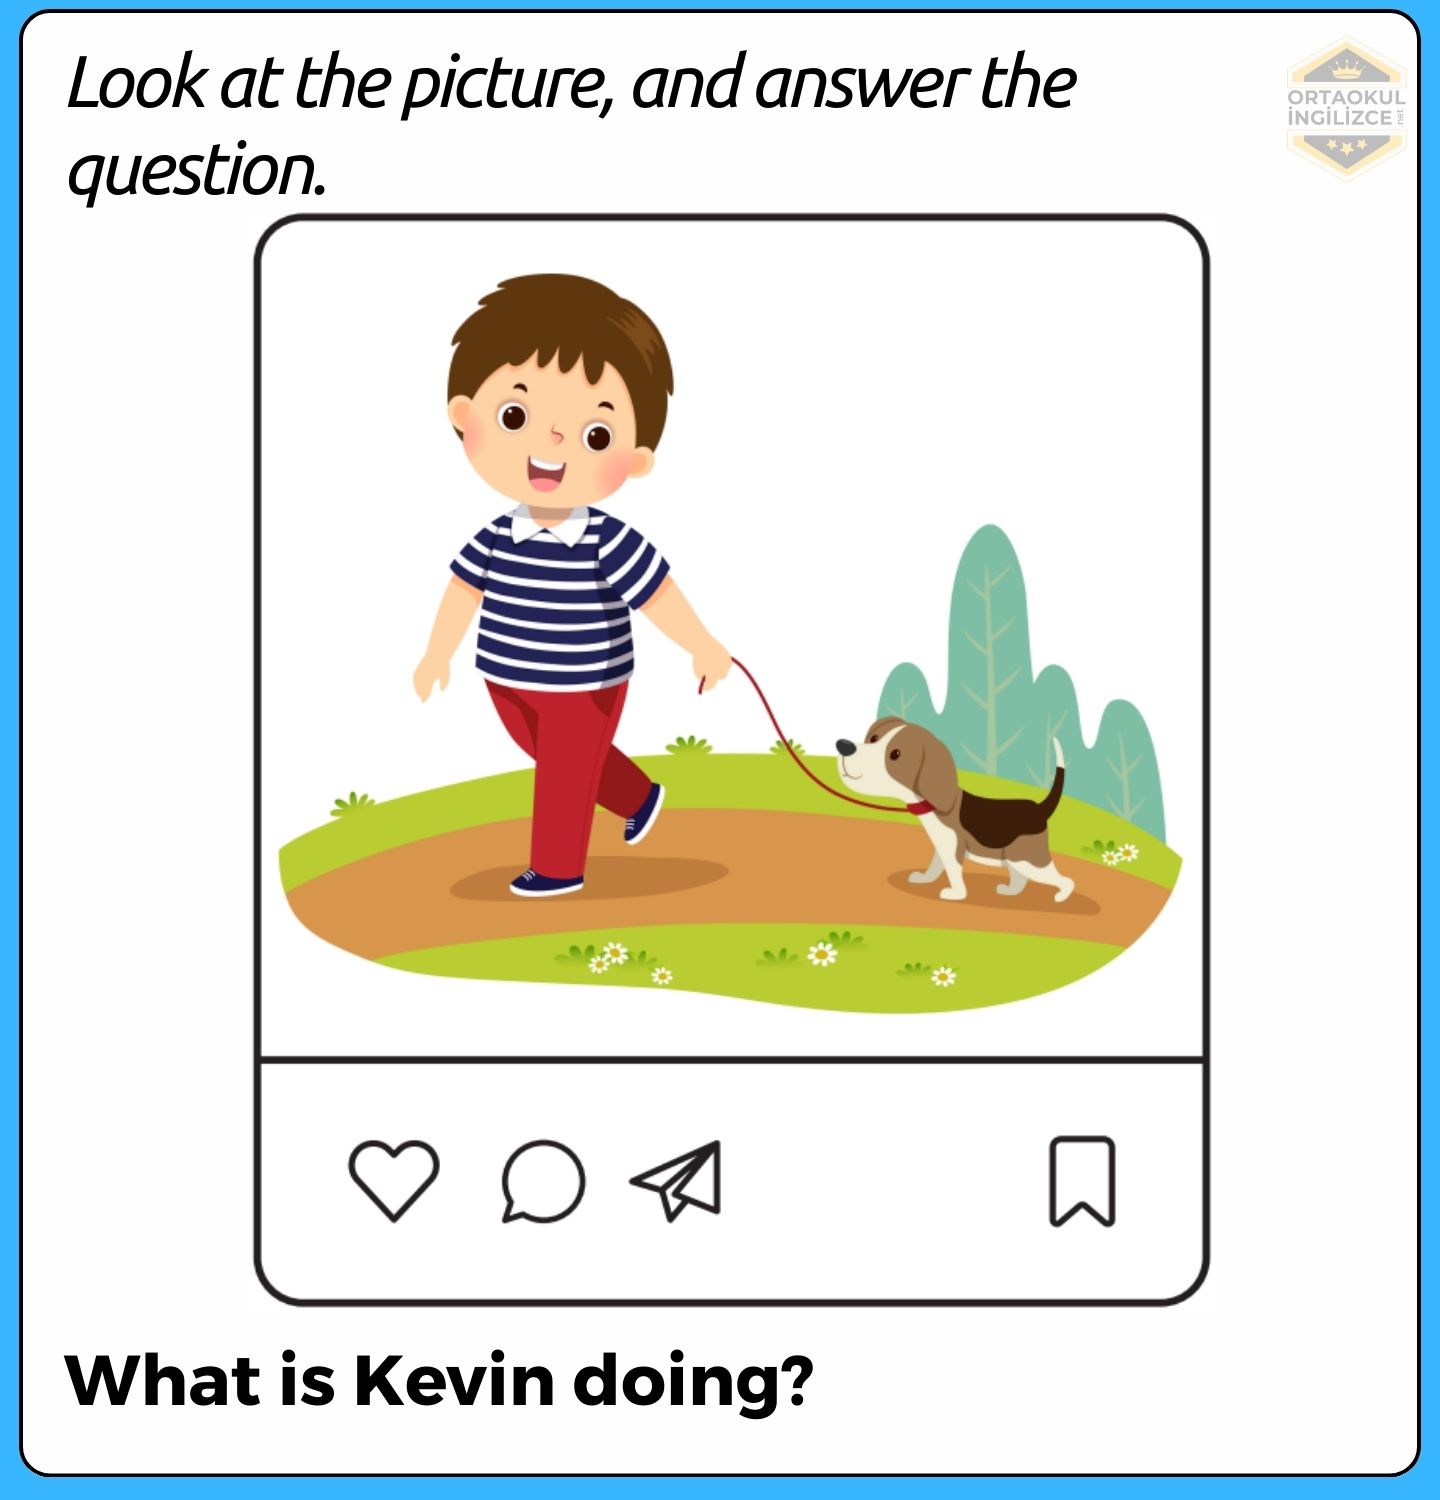 Look at the picture, and answer the
question.
ORTAOKUL
İNGİLİZCE
.net
What is Kevin doing?